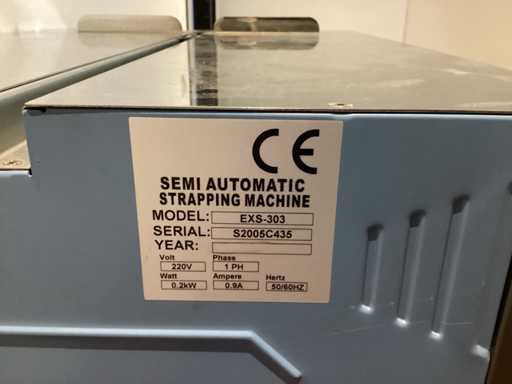 CE
SEMI AUTOMATIC
STRAPPING MACHINE
MODEL: EXS-303
SERIAL: S2005C435
YEAR:
Volt Phase
220V 1 PH
Watt Ampere Hertz
0.2kW 0.9A 50/60HZ